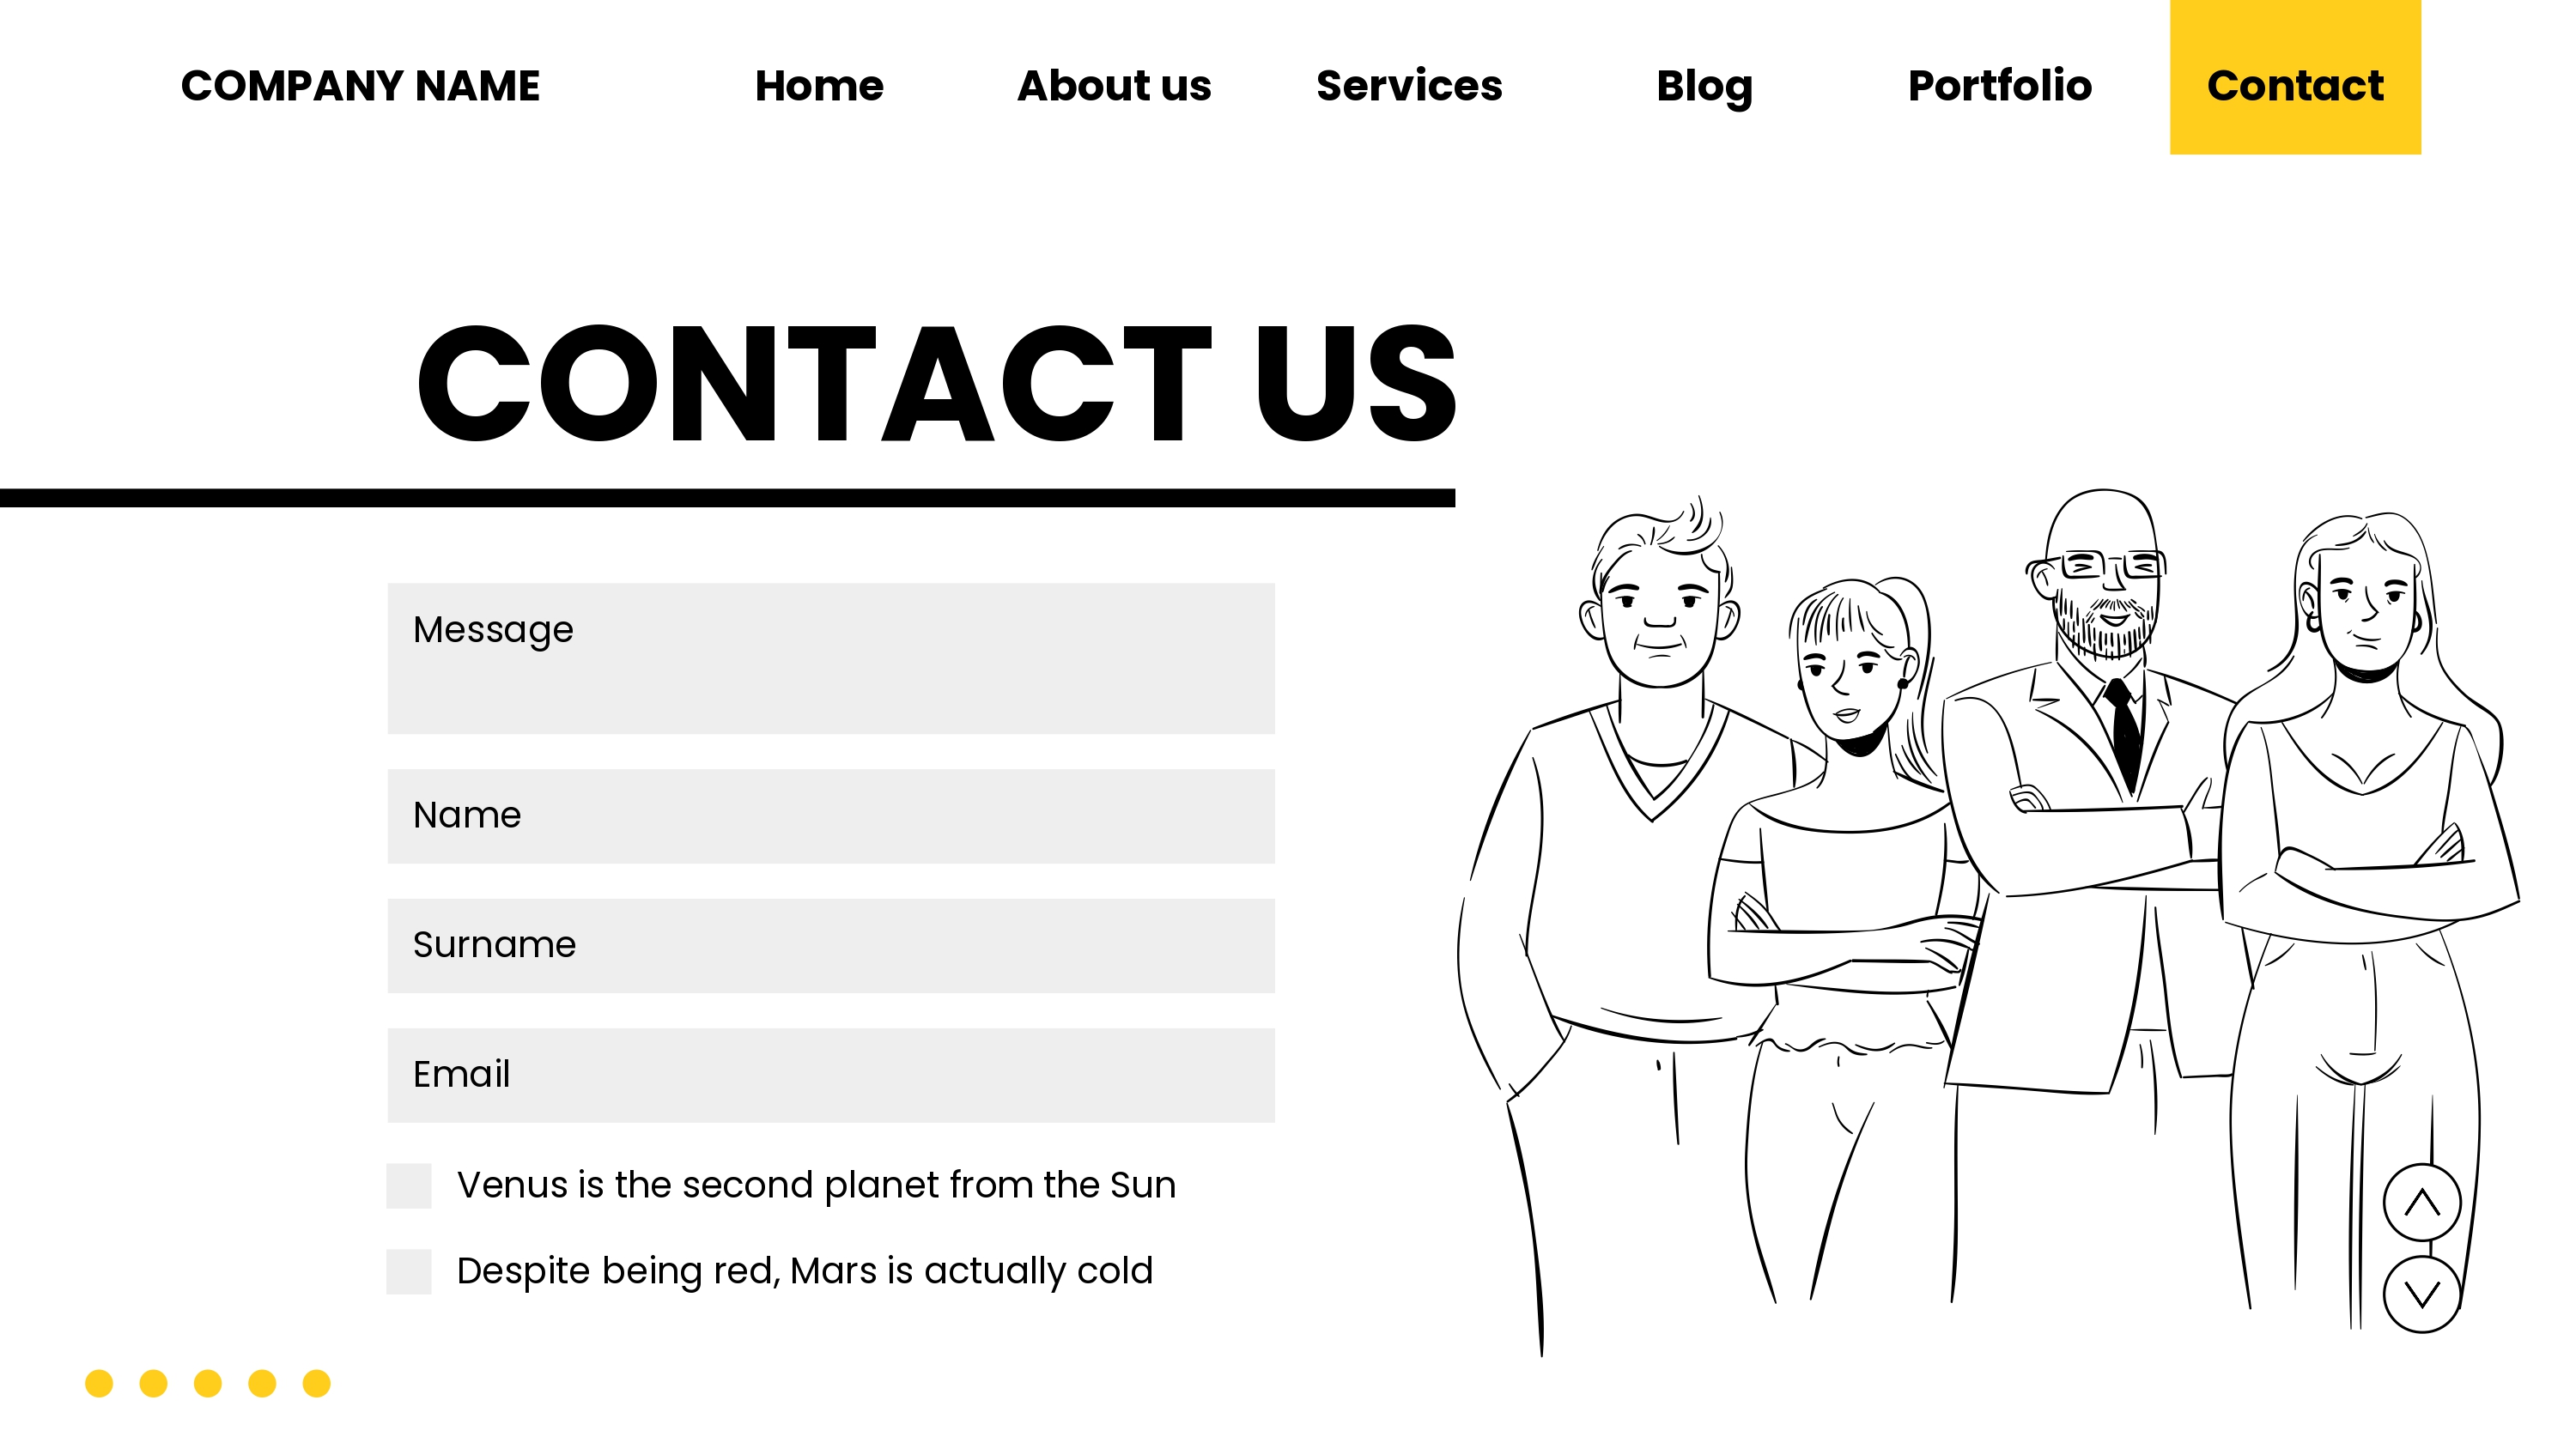 COMPANY NAME Home About us Services Blog Portfolio Contact
CONTACT US
Message
Name
Surname
Email
Venus is the second planet from the Sun
Despite being red, Mars is actually cold